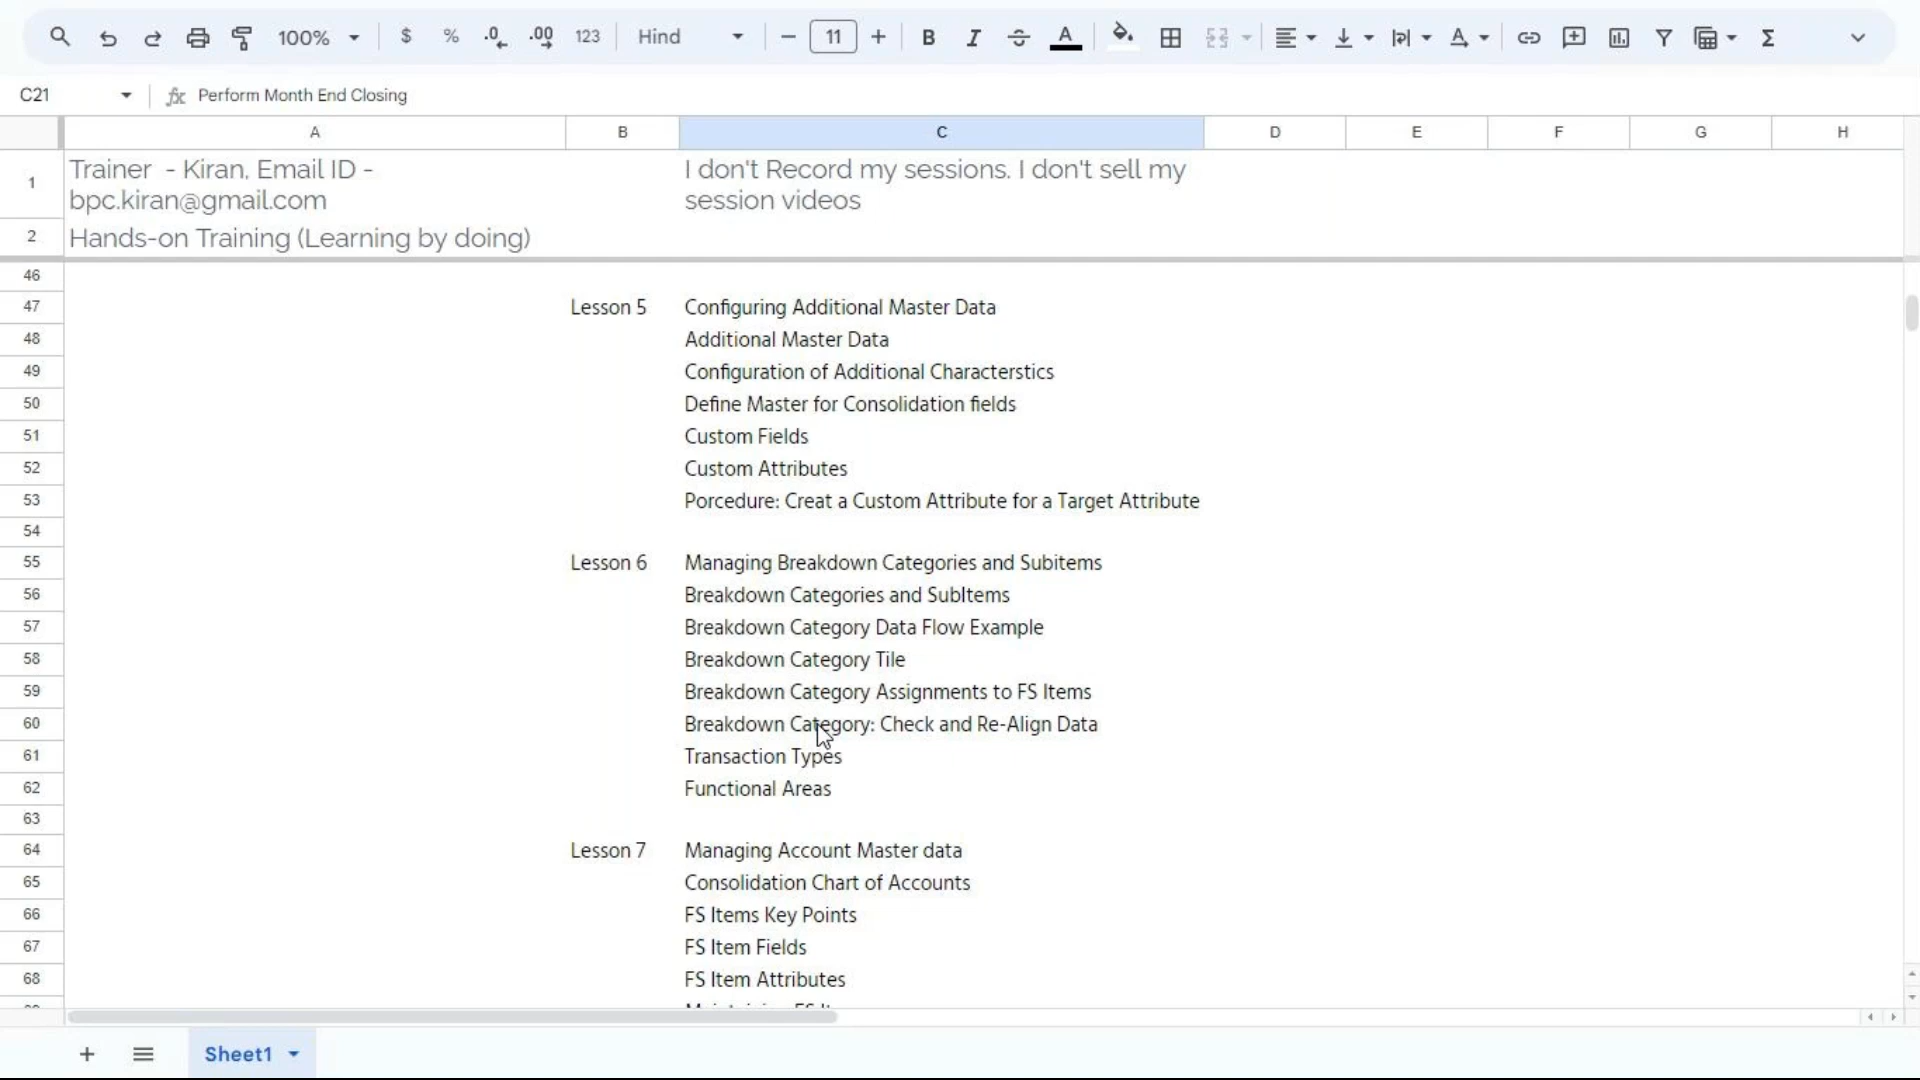 100%
$ % .0 .00 123 Hind 11 B I A
C21 fx Perform Month End Closing
A B C D E F G H
1 Trainer - Kiran, Email ID - I don't Record my sessions. I don't sell my
bpc.kiran@gmail.com session videos
2 Hands-on Training (Learning by doing)
46
47 Lesson 5 Configuring Additional Master Data
48 Additional Master Data
49 Configuration of Additional Characterstics
50 Define Master for Consolidation fields
51 Custom Fields
52 Custom Attributes
53 Porcedure: Creat a Custom Attribute for a Target Attribute
54
55 Lesson 6 Managing Breakdown Categories and Subitems
56 Breakdown Categories and SubItems
57 Breakdown Category Data Flow Example
58 Breakdown Category Tile
59 Breakdown Category Assignments to FS Items
60 Breakdown Category: Check and Re-Align Data
61 Transaction Types
62 Functional Areas
63
64 Lesson 7 Managing Account Master data
65 Consolidation Chart of Accounts
66 FS Items Key Points
67 FS Item Fields
68 FS Item Attributes
Sheet1